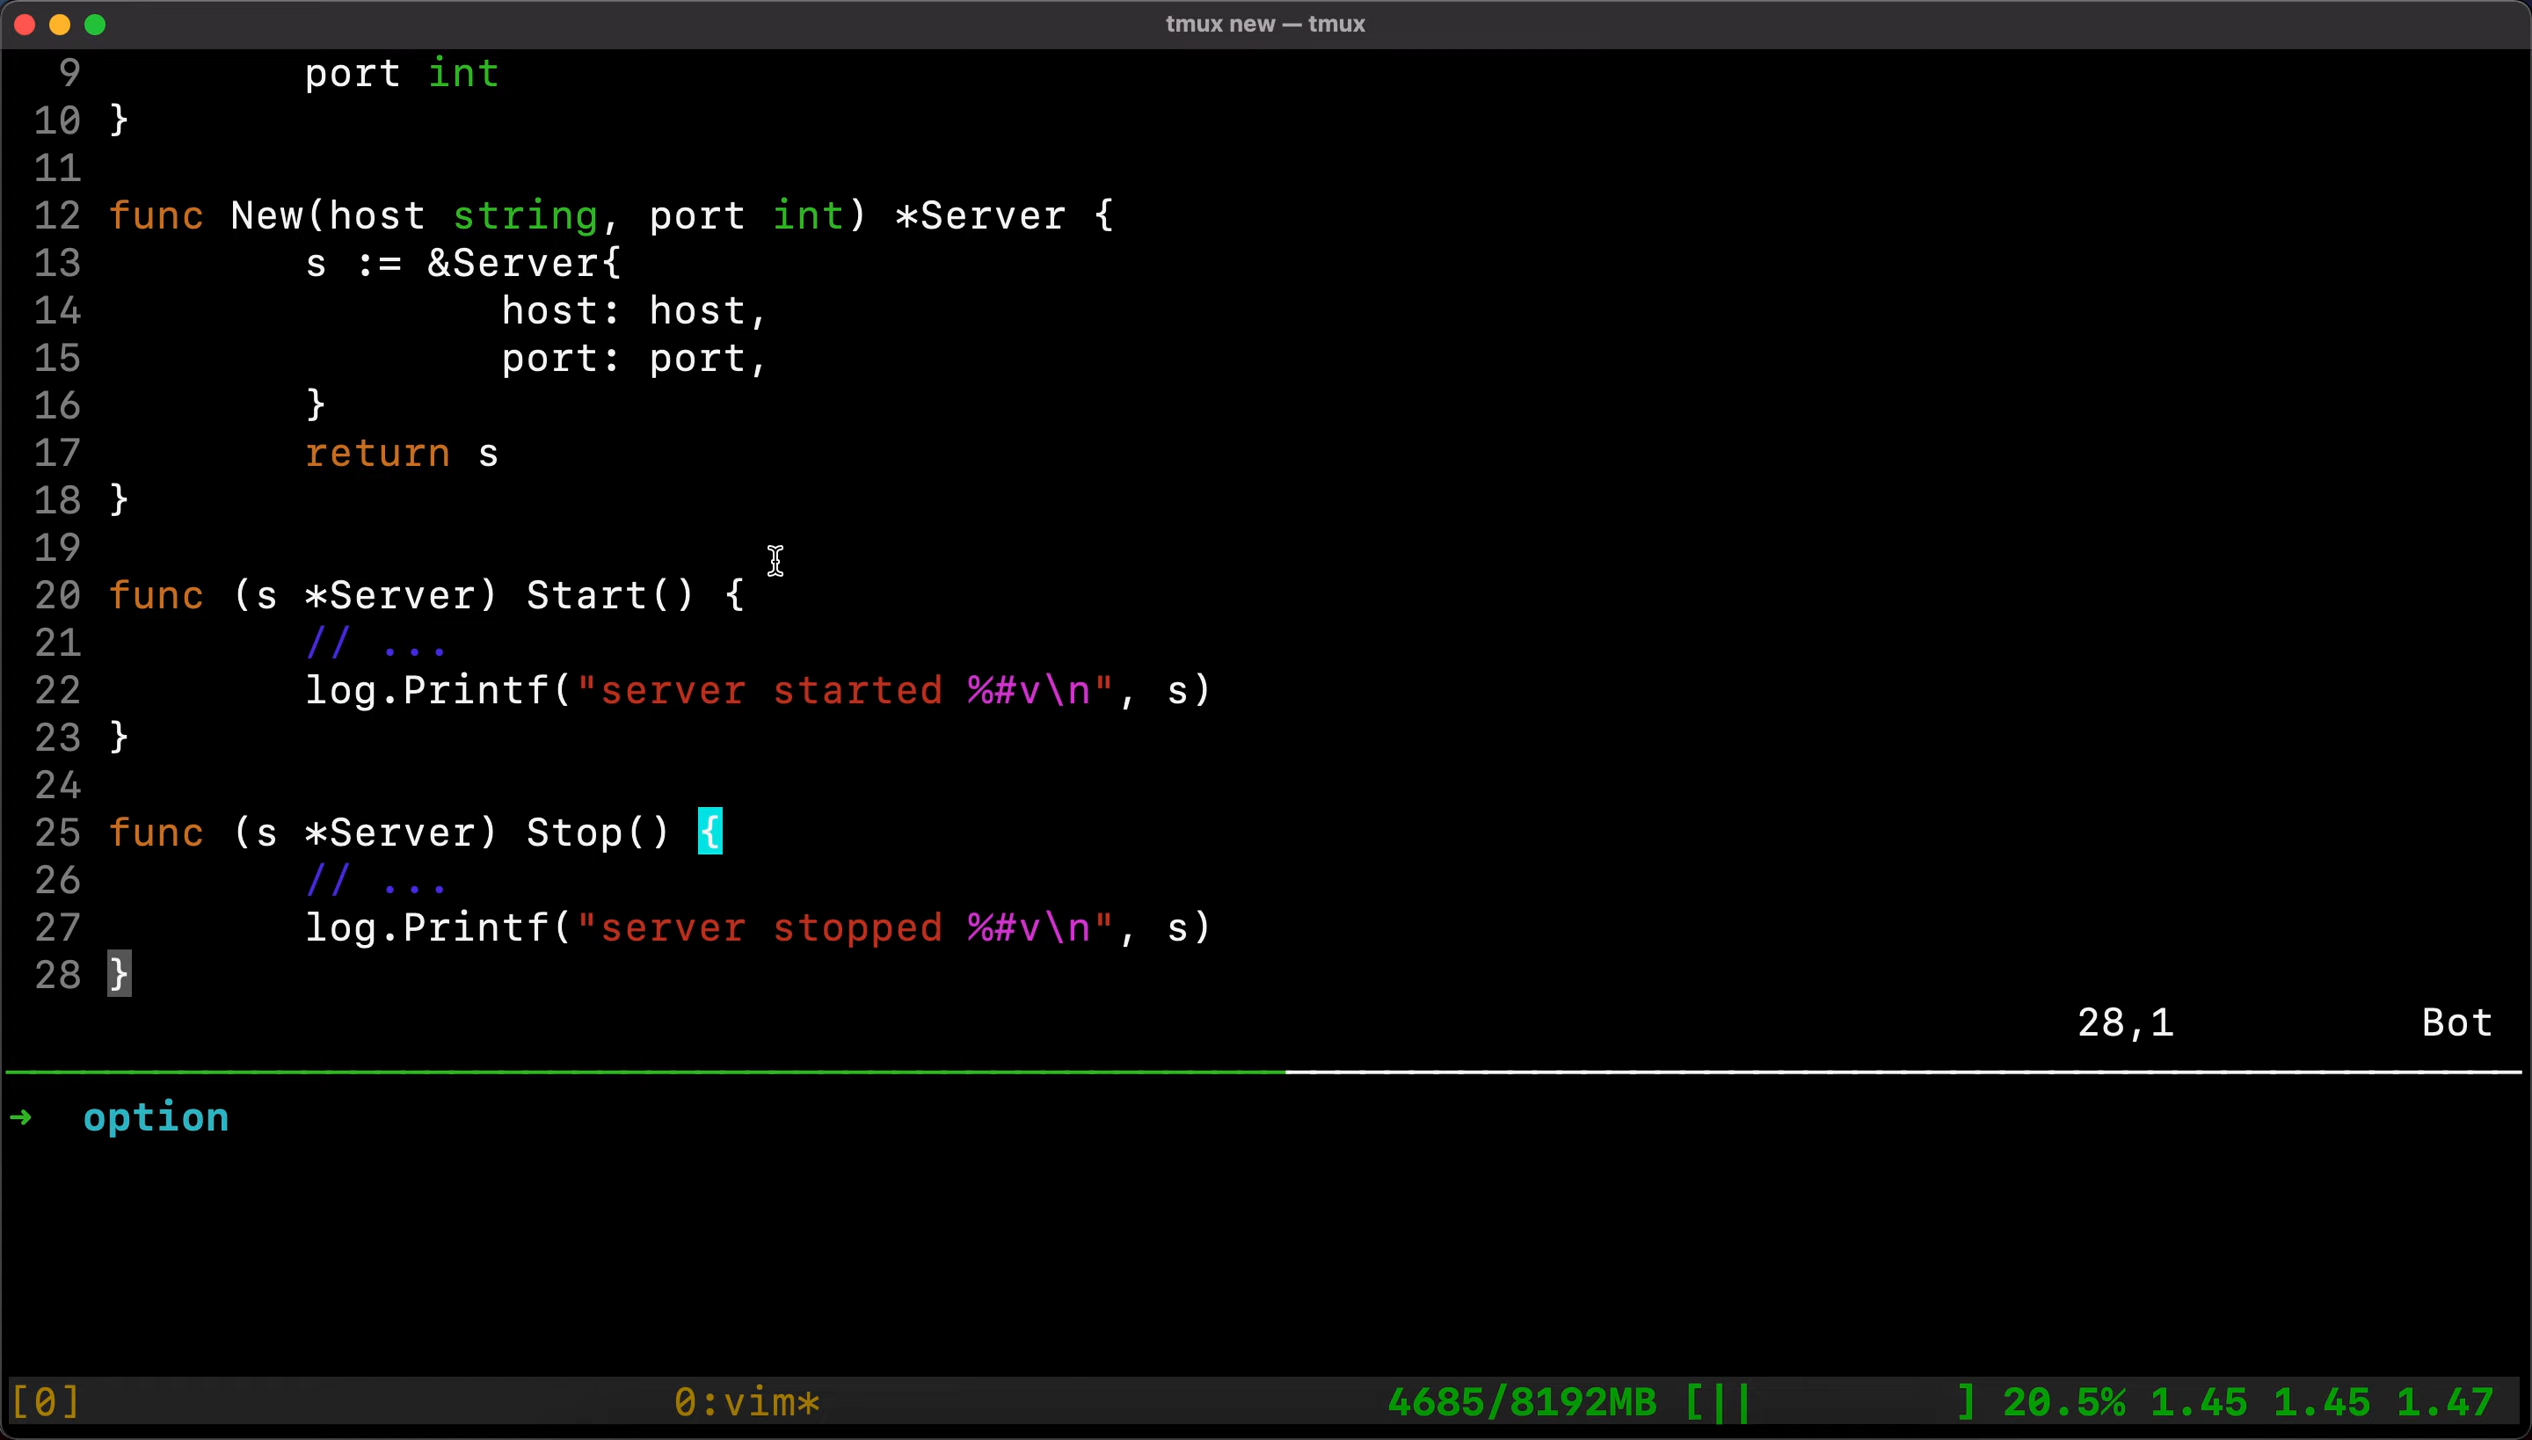 tmux new — tmux
9 port int
10 }
11
12 func New(host string, port int) *Server {
13 s := &Server{
14 host: host,
15 port: port,
16 }
17 return s
18 }
19
20 func (s *Server) Start() {
21 // ...
22 log.Printf("server started %#v\n", s)
23 }
24
25 func (s *Server) Stop() {
26 // ...
27 log.Printf("server stopped %#v\n", s)
28 }
28,1 Bot
➜ option
[0] 0:vim* 4685/8192MB [|| ] 20.5% 1.45 1.45 1.47